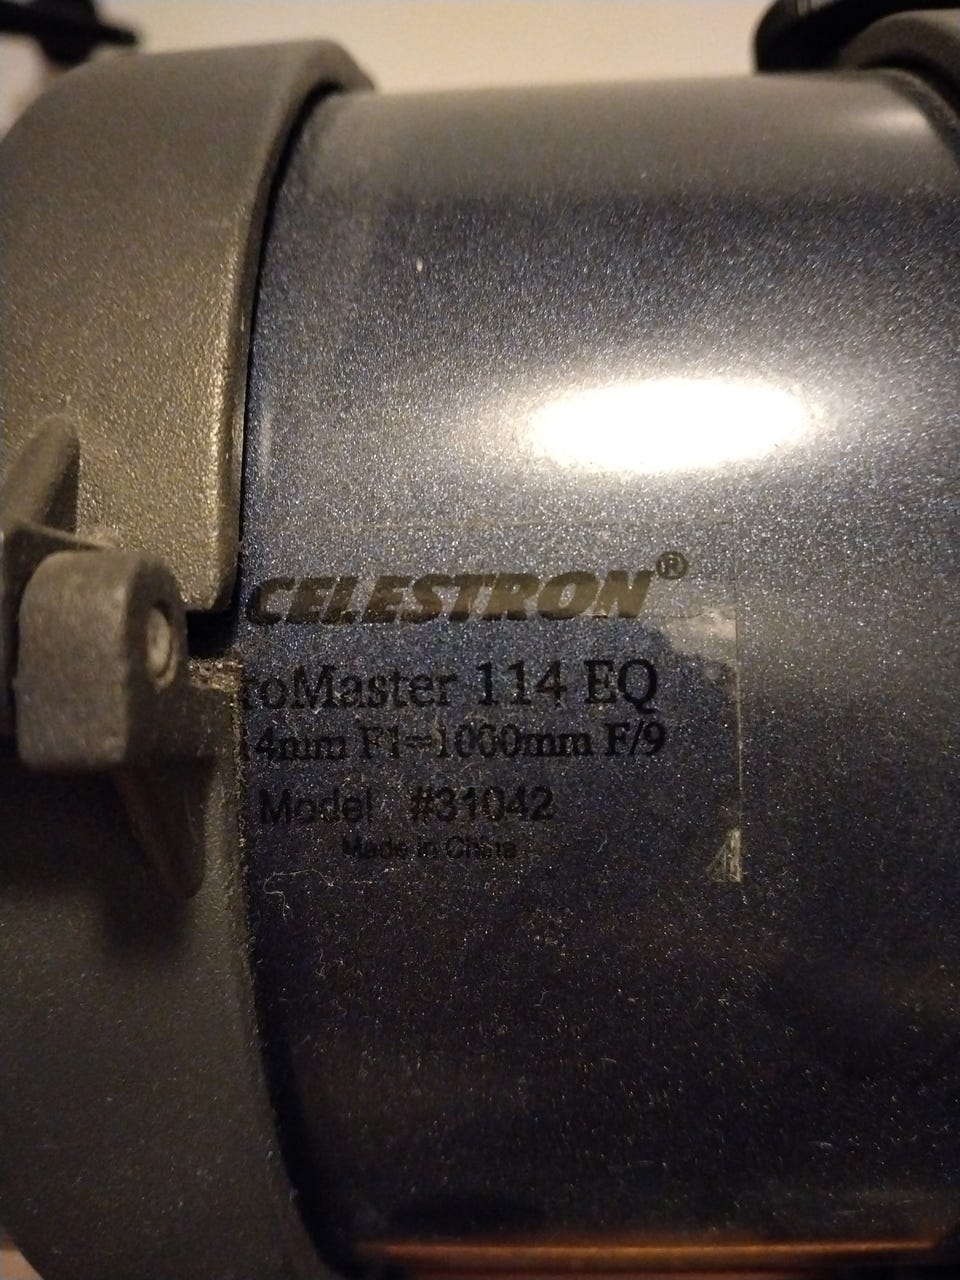 CELESTRON®
roMaster 114 EQ
4mm F1=1000mm F/9
Model #31042
Made in China